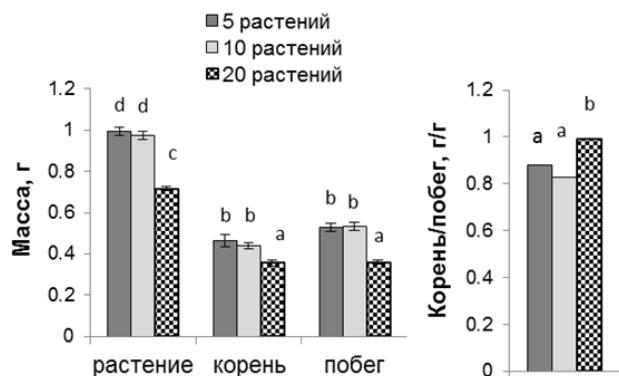 5 растений
10 растений
20 растений
Масса, г
1.2
1
0.8
0.6
0.4
0.2
0
d d c
b b a
b b a
растение корень побег
Корень/побег, г/г
1.2
1
0.8
0.6
0.4
0.2
0
a a b